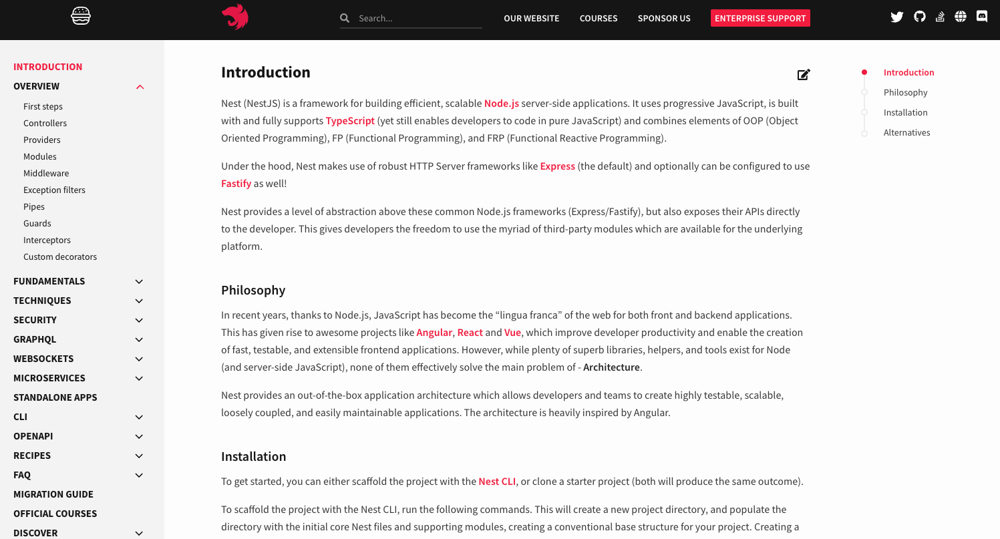 Search...
OUR WEBSITE
COURSES
SPONSOR US
ENTERPRISE SUPPORT
INTRODUCTION
OVERVIEW
First steps
Controllers
Providers
Modules
Middleware
Exception filters
Pipes
Guards
Interceptors
Custom decorators
FUNDAMENTALS
TECHNIQUES
SECURITY
GRAPHQL
WEBSOCKETS
MICROSERVICES
STANDALONE APPS
CLI
OPENAPI
RECIPES
FAQ
MIGRATION GUIDE
OFFICIAL COURSES
DISCOVER
Introduction
Nest (NestJS) is a framework for building efficient, scalable Node.js server-side applications. It uses progressive JavaScript, is built
with and fully supports TypeScript (yet still enables developers to code in pure JavaScript) and combines elements of OOP (Object
Oriented Programming), FP (Functional Programming), and FRP (Functional Reactive Programming).
Under the hood, Nest makes use of robust HTTP Server frameworks like Express (the default) and optionally can be configured to use
Fastify as well!
Nest provides a level of abstraction above these common Node.js frameworks (Express/Fastify), but also exposes their APIs directly
to the developer. This gives developers the freedom to use the myriad of third-party modules which are available for the underlying
platform.
Philosophy
In recent years, thanks to Node.js, JavaScript has become the “lingua franca” of the web for both front and backend applications.
This has given rise to awesome projects like Angular, React and Vue, which improve developer productivity and enable the creation
of fast, testable, and extensible frontend applications. However, while plenty of superb libraries, helpers, and tools exist for Node
(and server-side JavaScript), none of them effectively solve the main problem of - Architecture.
Nest provides an out-of-the-box application architecture which allows developers and teams to create highly testable, scalable,
loosely coupled, and easily maintainable applications. The architecture is heavily inspired by Angular.
Installation
To get started, you can either scaffold the project with the Nest CLI, or clone a starter project (both will produce the same outcome).
To scaffold the project with the Nest CLI, run the following commands. This will create a new project directory, and populate the
directory with the initial core Nest files and supporting modules, creating a conventional base structure for your project. Creating a
Introduction
Philosophy
Installation
Alternatives